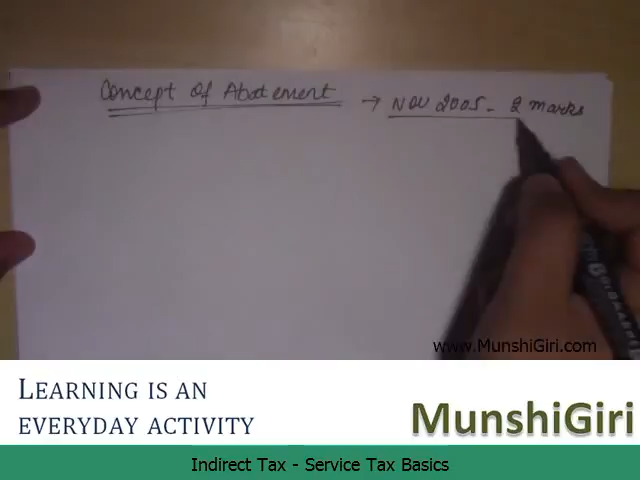 Concept of Abatement → NOV 2005 - 2 marks
www.MunshiGiri.com
LEARNING IS AN
EVERYDAY ACTIVITY
MunshiGiri
Indirect Tax - Service Tax Basics